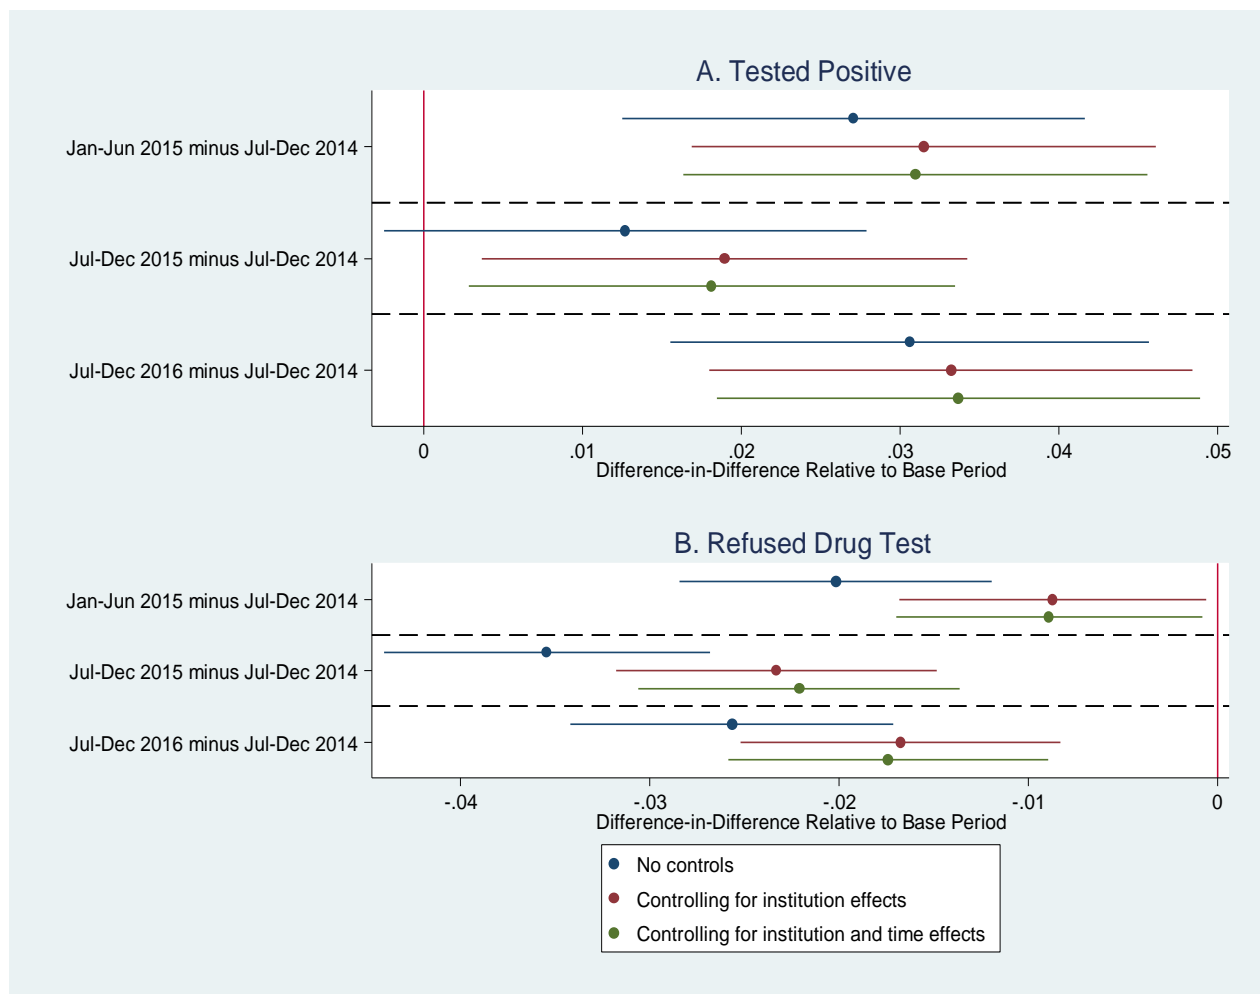 A. Tested Positive
Jan-Jun 2015 minus Jul-Dec 2014
Jul-Dec 2015 minus Jul-Dec 2014
Jul-Dec 2016 minus Jul-Dec 2014
0 .01 .02 .03 .04 .05
Difference-in-Difference Relative to Base Period
B. Refused Drug Test
Jan-Jun 2015 minus Jul-Dec 2014
Jul-Dec 2015 minus Jul-Dec 2014
Jul-Dec 2016 minus Jul-Dec 2014
-.04 -.03 -.02 -.01 0
Difference-in-Difference Relative to Base Period
No controls
Controlling for institution effects
Controlling for institution and time effects